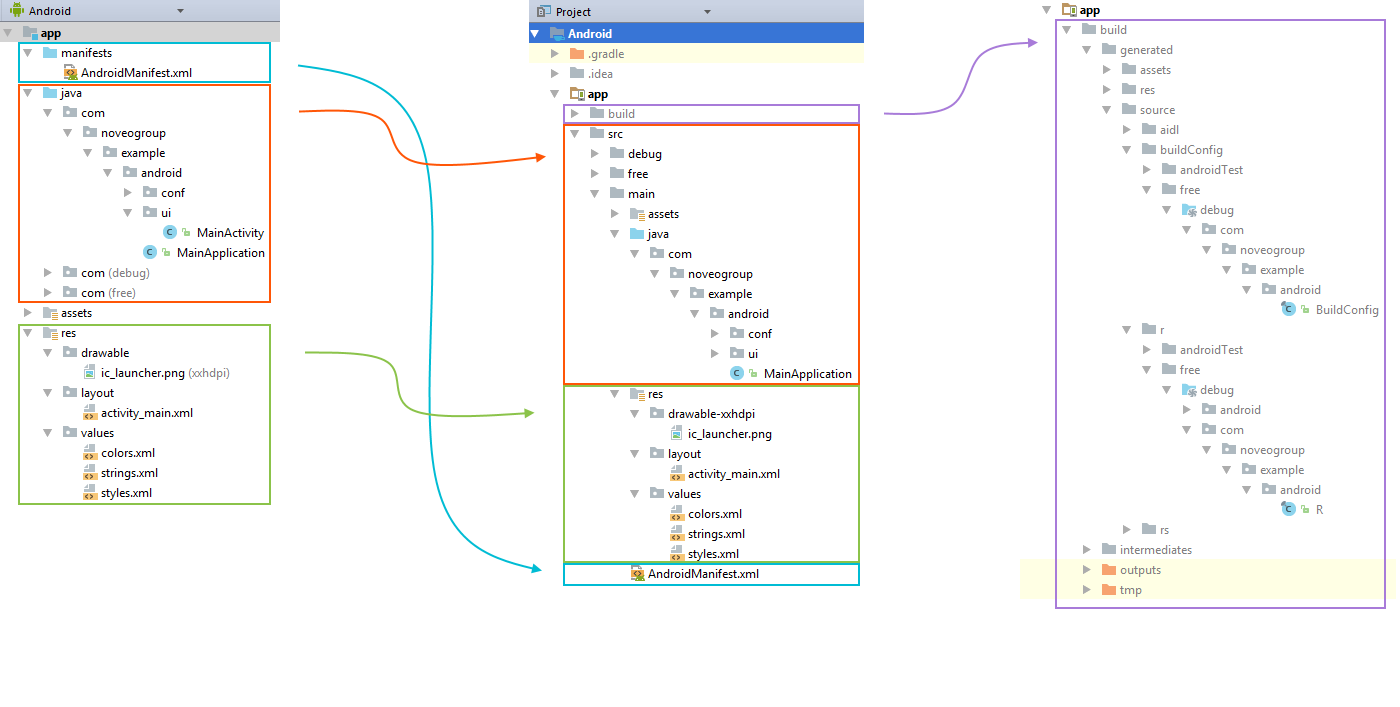 Android
app
manifests
AndroidManifest.xml
java
com
noveogroup
example
android
conf
ui
MainActivity
MainApplication
com (debug)
com (free)
assets
res
drawable
ic_launcher.png (xxhdpi)
layout
activity_main.xml
values
colors.xml
strings.xml
styles.xml
Project
Android
.gradle
.idea
app
build
src
debug
free
main
assets
java
com
noveogroup
example
android
conf
ui
MainApplication
res
drawable-xxhdpi
ic_launcher.png
layout
activity_main.xml
values
colors.xml
strings.xml
styles.xml
AndroidManifest.xml
app
build
generated
assets
res
source
aidl
buildConfig
androidTest
free
debug
com
noveogroup
example
android
BuildConfig
r
androidTest
free
debug
android
com
noveogroup
example
android
R
rs
intermediates
outputs
tmp